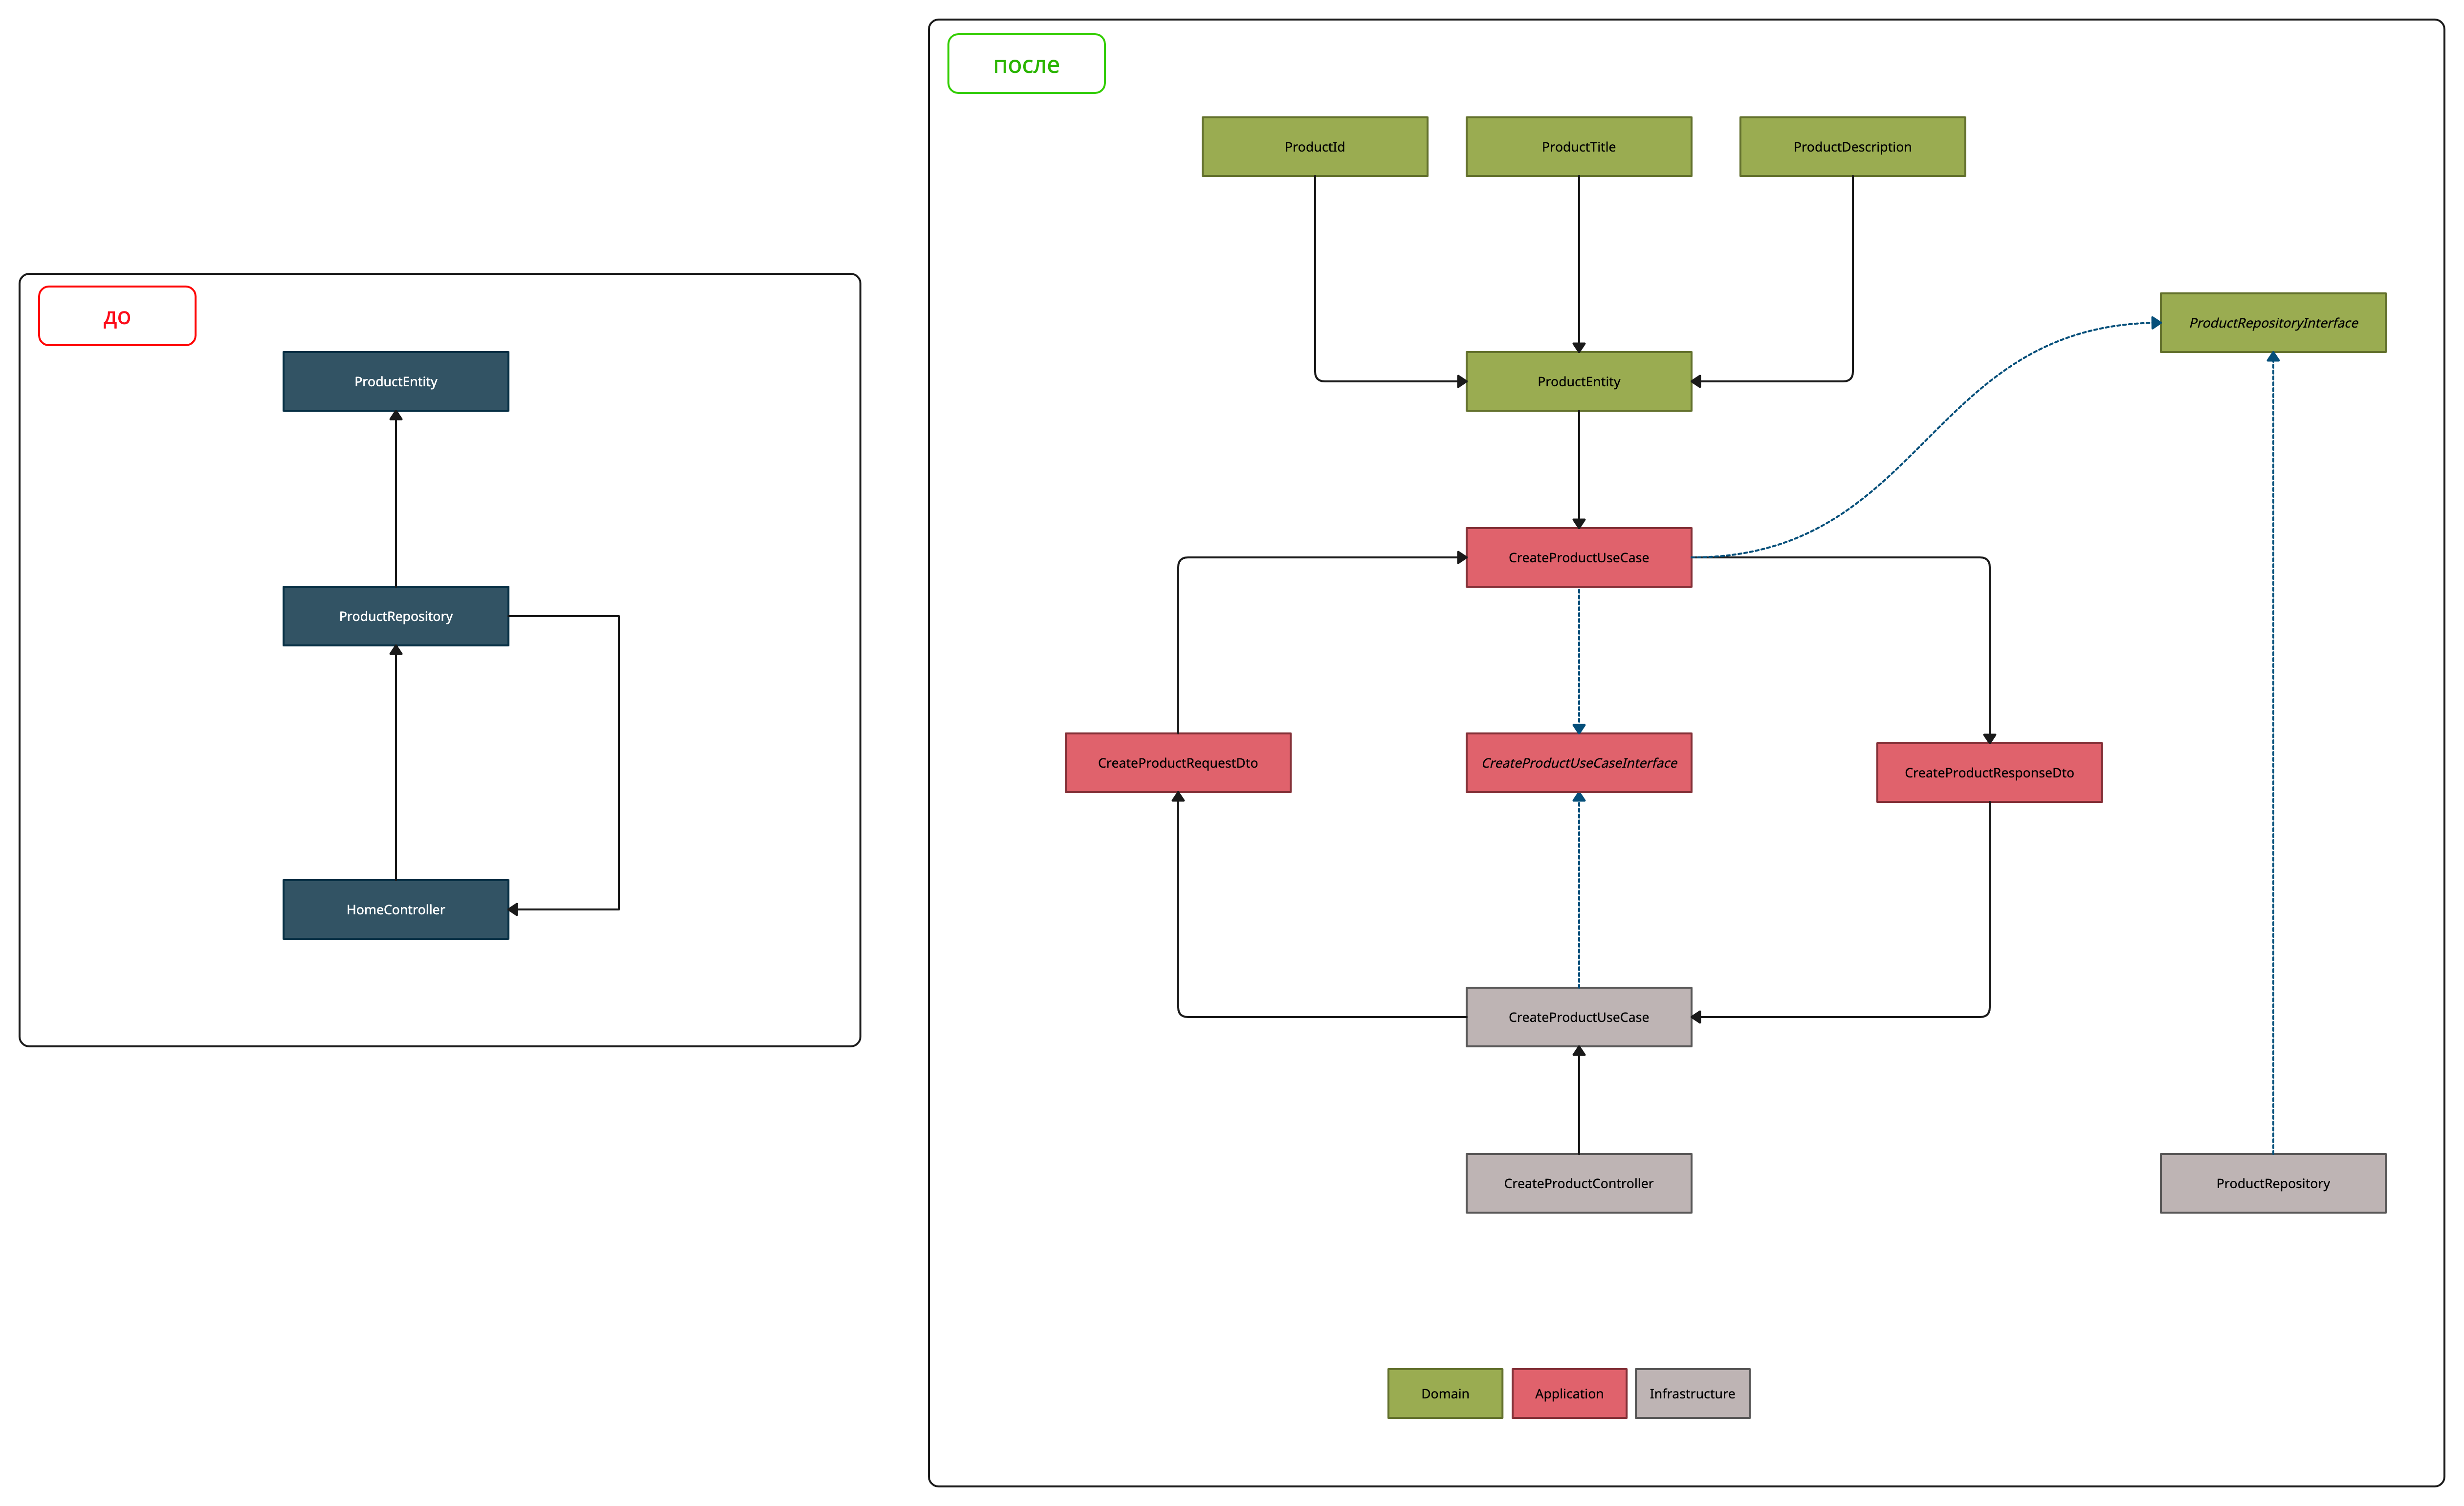 до
ProductEntity
ProductRepository
HomeController
после
ProductId
ProductTitle
ProductDescription
ProductRepositoryInterface
ProductEntity
CreateProductUseCase
CreateProductRequestDto
CreateProductUseCaseInterface
CreateProductResponseDto
CreateProductUseCase
CreateProductController
ProductRepository
Domain
Application
Infrastructure